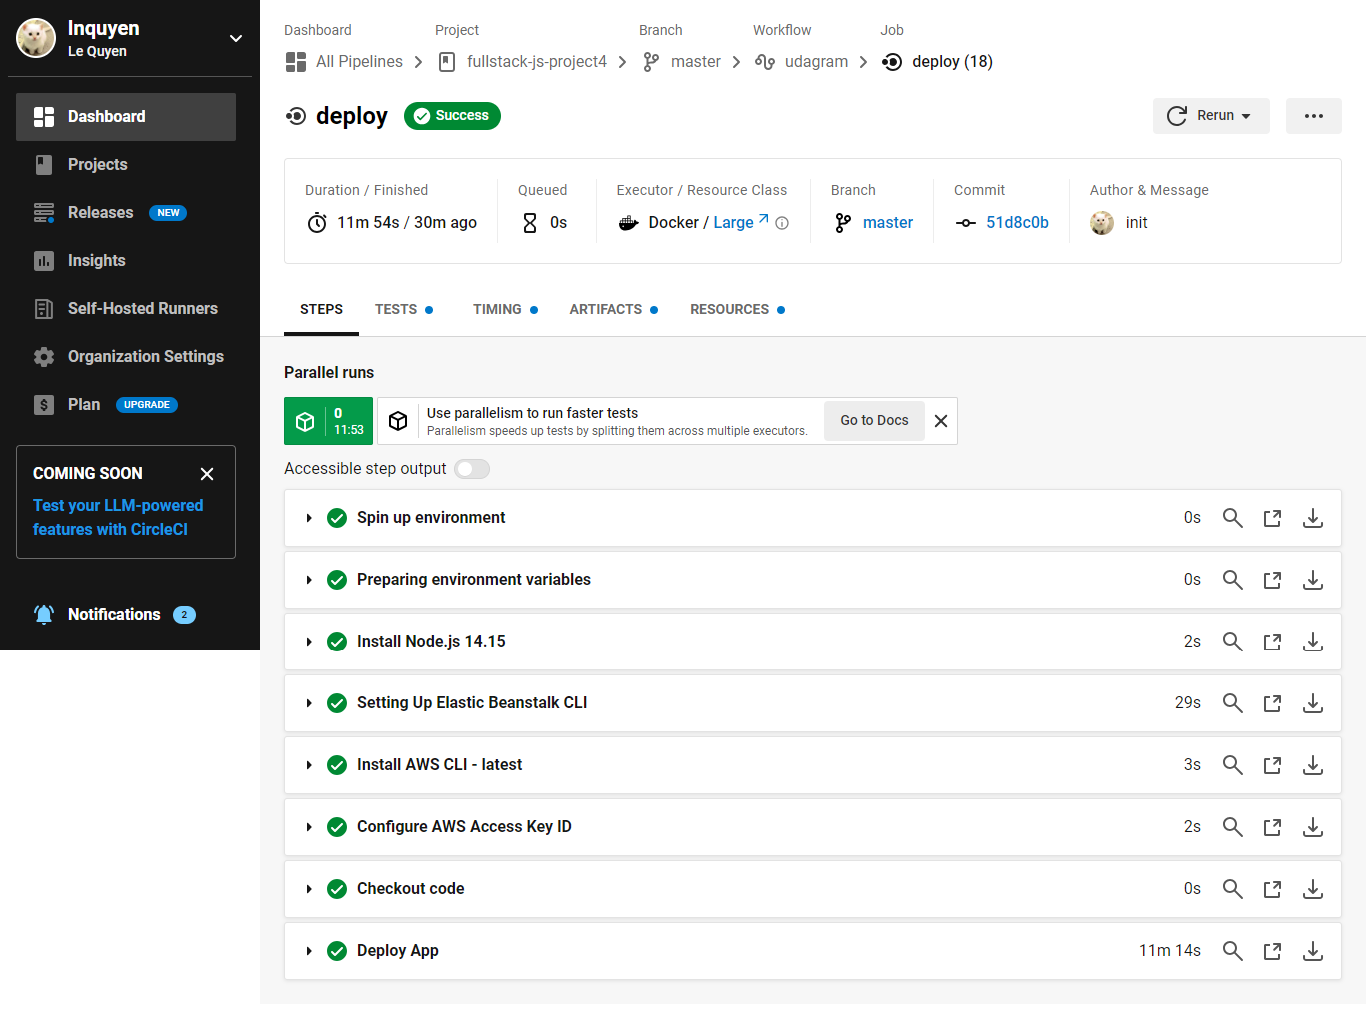 lnquyen
Le Quyen
Dashboard
Projects
Releases NEW
Insights
Self-Hosted Runners
Organization Settings
Plan UPGRADE
COMING SOON
Test your LLM-powered
features with CircleCI
Notifications 2
Dashboard Project Branch Workflow Job
All Pipelines fullstack-js-project4 master udagram deploy (18)
deploy Success Rerun
Duration / Finished Queued Executor / Resource Class Branch Commit Author & Message
11m 54s / 30m ago 0s Docker / Large master 51d8c0b init
STEPS TESTS TIMING ARTIFACTS RESOURCES
Parallel runs
0
11:53
Use parallelism to run faster tests
Parallelism speeds up tests by splitting them across multiple executors.
Go to Docs
Accessible step output
Spin up environment 0s
Preparing environment variables 0s
Install Node.js 14.15 2s
Setting Up Elastic Beanstalk CLI 29s
Install AWS CLI - latest 3s
Configure AWS Access Key ID 2s
Checkout code 0s
Deploy App 11m 14s